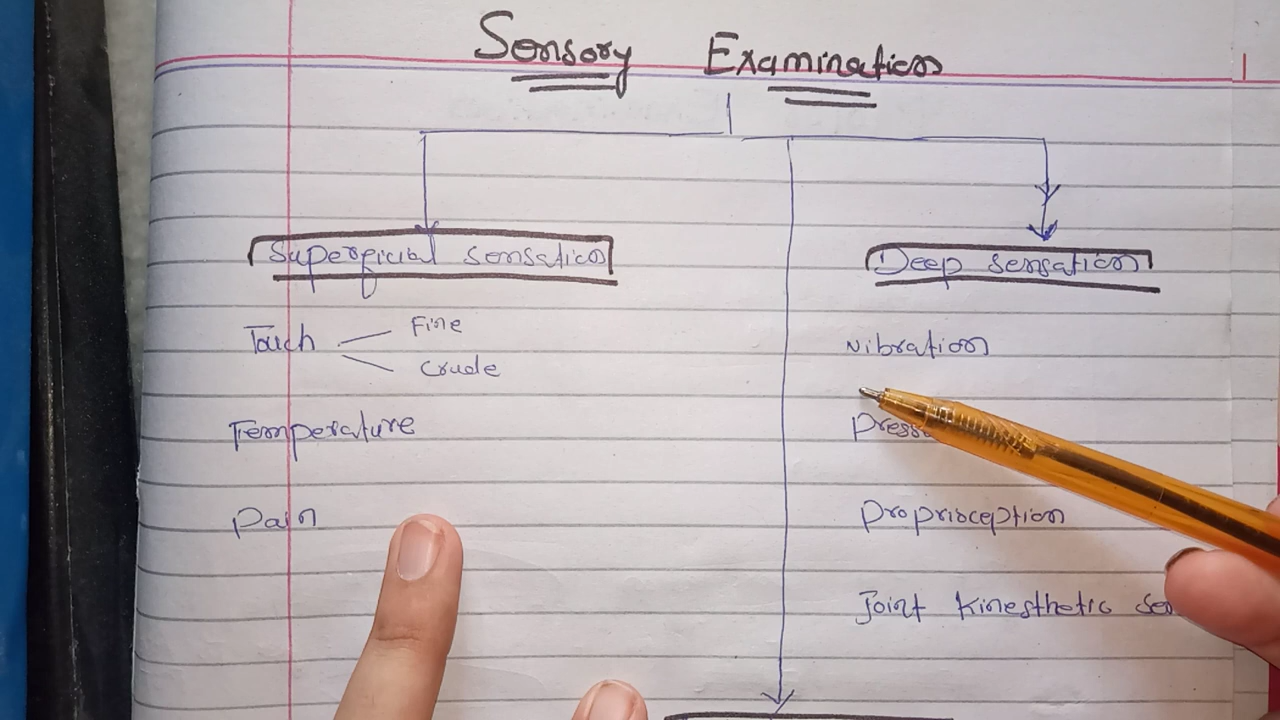 Sensory Examination
Superficial sensation
Touch
Fine
Crude
Temperature
Pain
Deep sensation
Vibration
Proprioception
Joint Kinesthetic